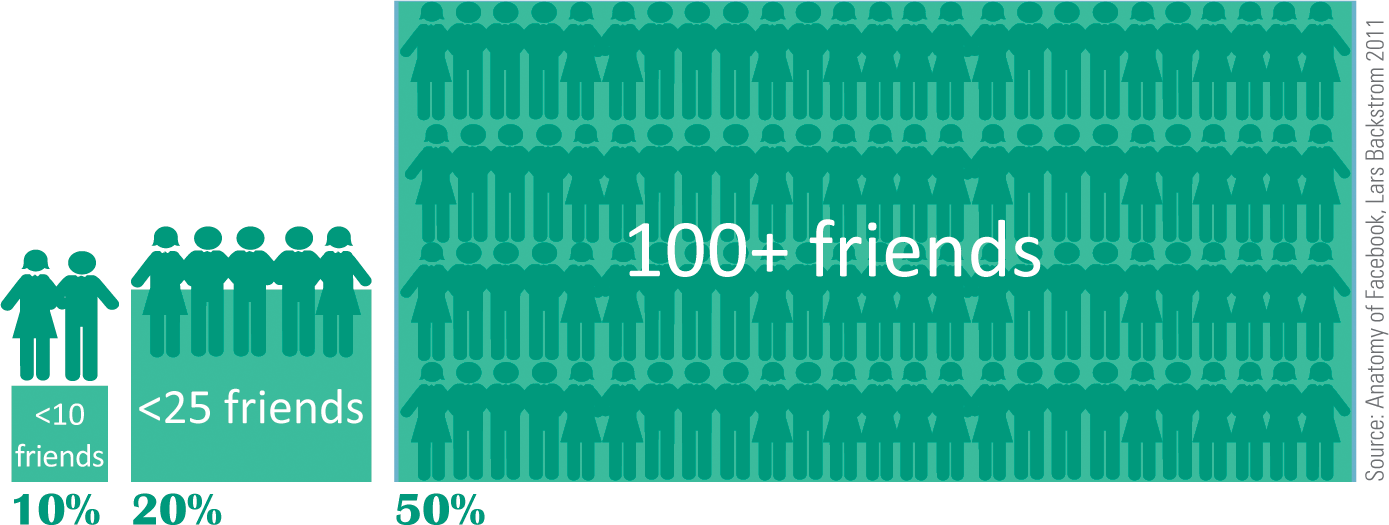 <10
friends
10%
<25 friends
20%
100+ friends
50%
Source: Anatomy of Facebook, Lars Backstrom 2011